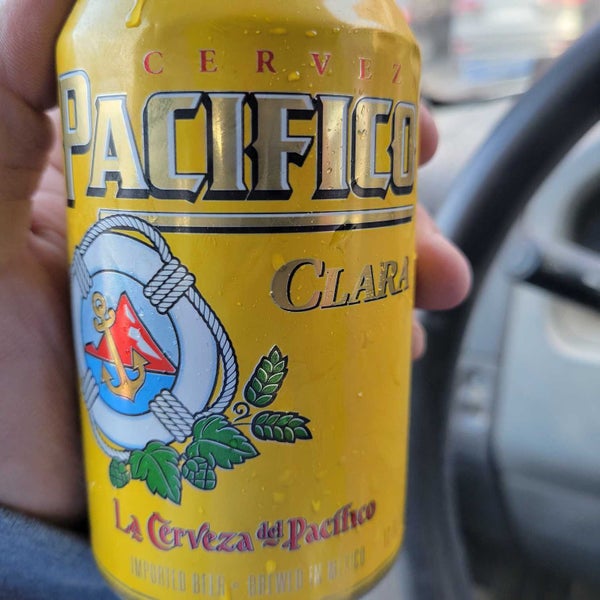 CERVEZ
PACIFICO
CLARA
La Cerveza del Pacifico
IMPORTED BEER • BREWED IN MEXICO